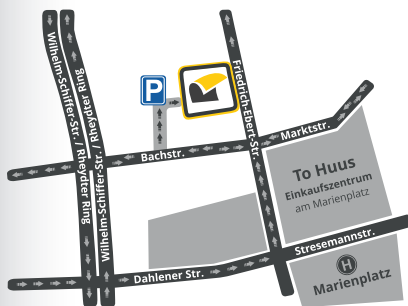 Wilhelm-Schiffer-Str. / Rheydter Ring
Wilhelm-Schiffer-Str. / Rheydter Ring
P
Friedrich-Ebert-Str.
Marktstr.
Bachstr.
To Huus
Einkaufszentrum
am Marienplatz
Stresemannstr.
Dahlener Str.
H
Marienplatz